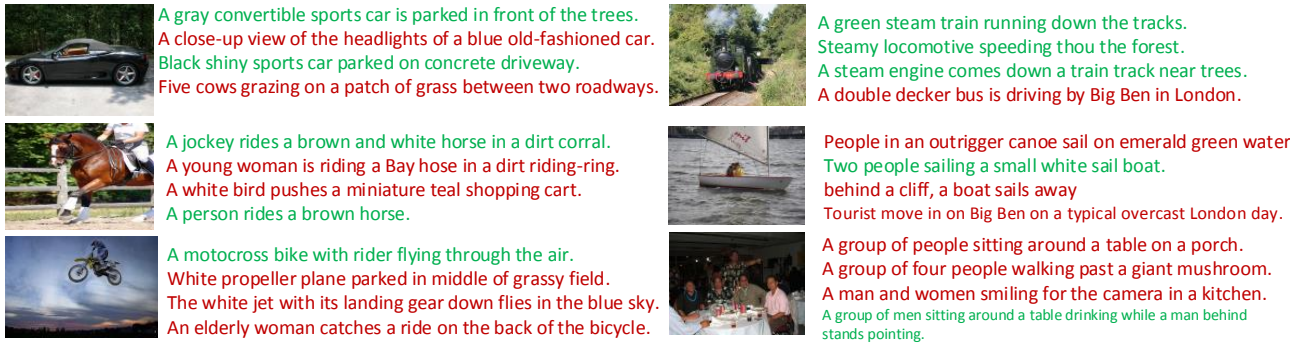 A gray convertible sports car is parked in front of the trees.
A close-up view of the headlights of a blue old-fashioned car.
Black shiny sports car parked on concrete driveway.
Five cows grazing on a patch of grass between two roadways.
A jockey rides a brown and white horse in a dirt corral.
A young woman is riding a Bay hose in a dirt riding-ring.
A white bird pushes a miniature teal shopping cart.
A person rides a brown horse.
A motocross bike with rider flying through the air.
White propeller plane parked in middle of grassy field.
The white jet with its landing gear down flies in the blue sky.
An elderly woman catches a ride on the back of the bicycle.
A green steam train running down the tracks.
Steamy locomotive speeding thou the forest.
A steam engine comes down a train track near trees.
A double decker bus is driving by Big Ben in London.
People in an outrigger canoe sail on emerald green water
Two people sailing a small white sail boat.
behind a cliff, a boat sails away
Tourist move in on Big Ben on a typical overcast London day.
A group of people sitting around a table on a porch.
A group of four people walking past a giant mushroom.
A man and women smiling for the camera in a kitchen.
A group of men sitting around a table drinking while a man behind
stands pointing.